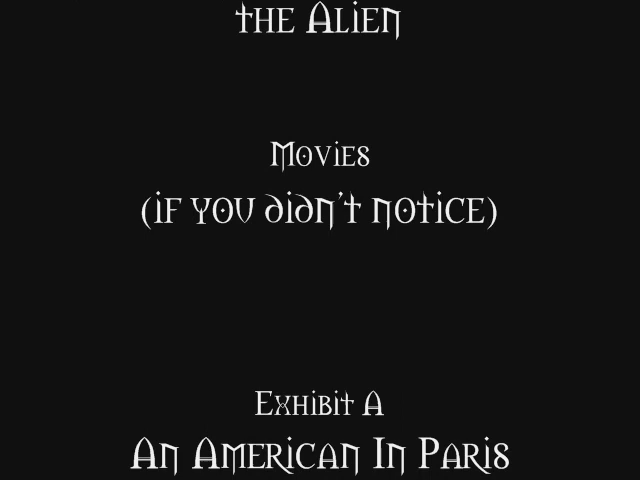 the Alien
Movies
(if you didn't notice)
Exhibit A
An American In Paris